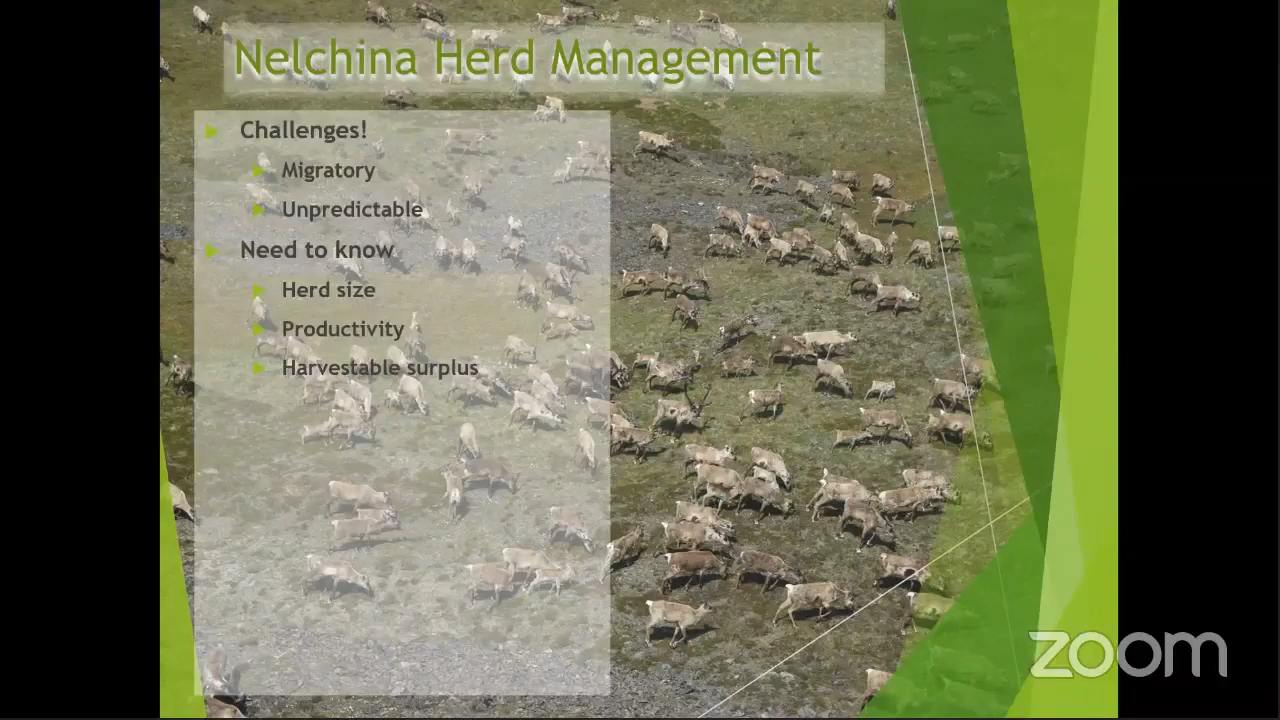 Nelchina Herd Management
Challenges!
Migratory
Unpredictable
Need to know
Herd size
Productivity
Harvestable surplus
zoom